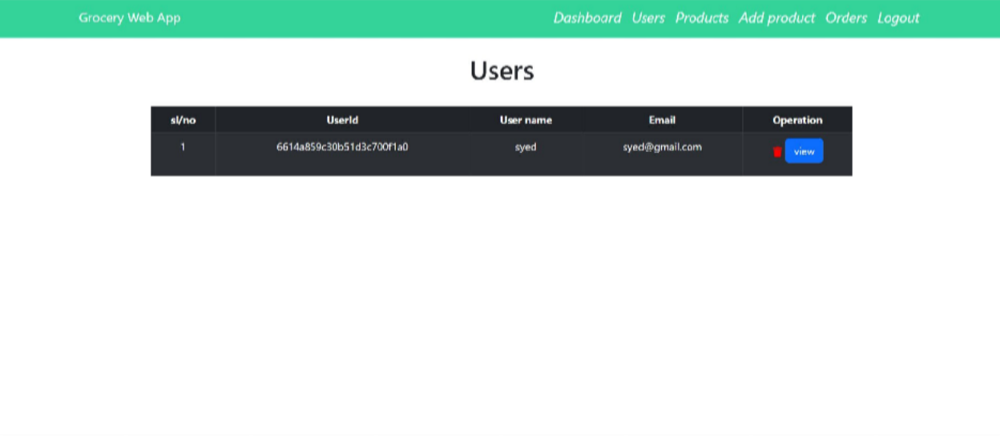 Grocery Web App Dashboard Users Products Add product Orders Logout
Users
sl/no UserId User name Email Operation
1 6614a859c30b51d3c700f1a0 syed syed@gmail.com view